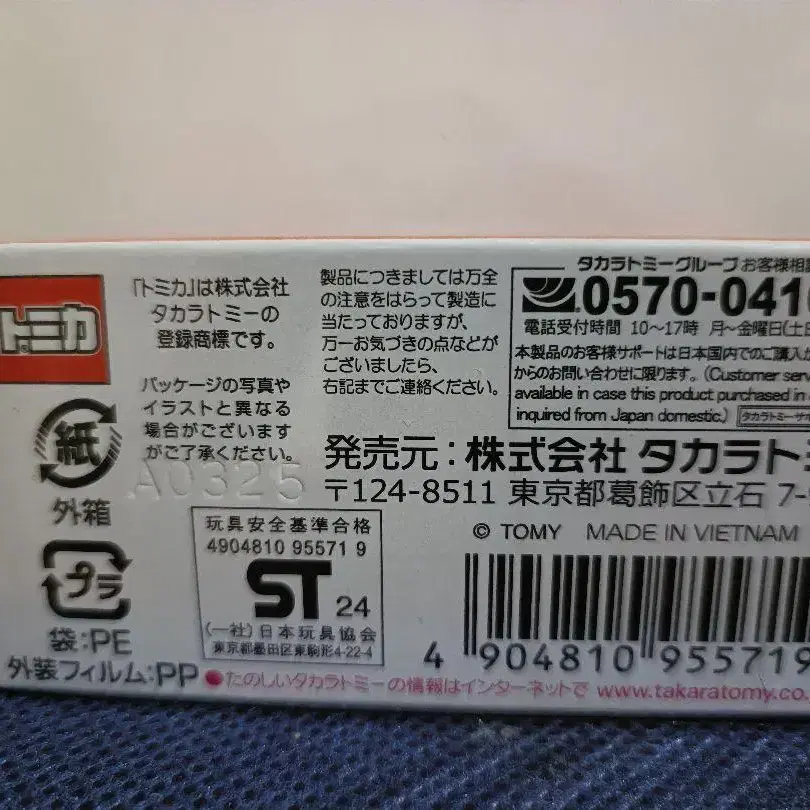 トミカ
「トミカ」は株式会社
タカラトミーの
登録商標です。
パッケージの写真や
イラストと異なる
場合がございます
がご了承ください。
A0325
紙
外箱
プラ
袋:PE
外装フィルム:PP
製品につきましては万全
の注意をはらって製造に
当たっておりますが、
万一お気づきの点などが
ございましたら、
右記までご連絡ください。
タカラトミーグループ お客様相談
0570-041
電話受付時間 10〜17時 月〜金曜日(土
本製品のお客様サポートは日本国内でのご購入
からのお問い合わせに限ります。(Customer serv
available in case this product purchased in
inquired from Japan domestic.) タカラトミーサ
発売元:株式会社 タカラト
〒124-8511 東京都葛飾区立石 7-
© TOMY MADE IN VIETNAM
玩具安全基準合格
4904810 95571 9
ST 24
(一社)日本玩具協会
東京都墨田区東駒形4-22-4
4 904810 955719
●たのしいタカラトミーの情報はインターネットで www.takaratomy.co.